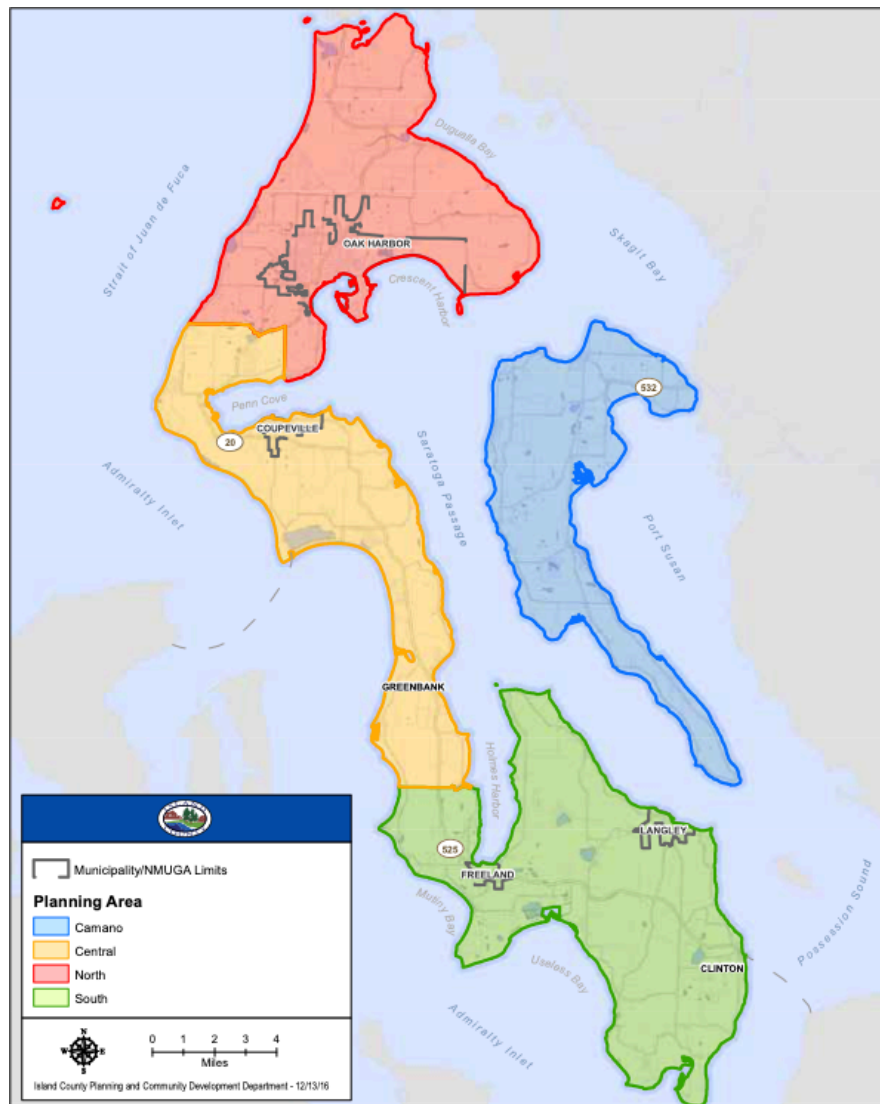 Dugualla Bay
Strait of Juan de Fuca
Skagit Bay
OAK HARBOR
Crescent Harbor
532
Penn Cove
COUPEVILLE
20
Saratoga Passage
Admiralty Inlet
Port Susan
GREENBANK
Holmes Harbor
LANGLEY
525
FREELAND
Mutiny Bay
Possession Sound
Useless Bay
CLINTON
Admiralty Inlet
ISLAND
COUNTY
Municipality/NMUGA Limits
Planning Area
Camano
Central
North
South
N
W E
S
0 2 3 4
1
Miles
Island County Planning and Community Development Department - 12/13/16